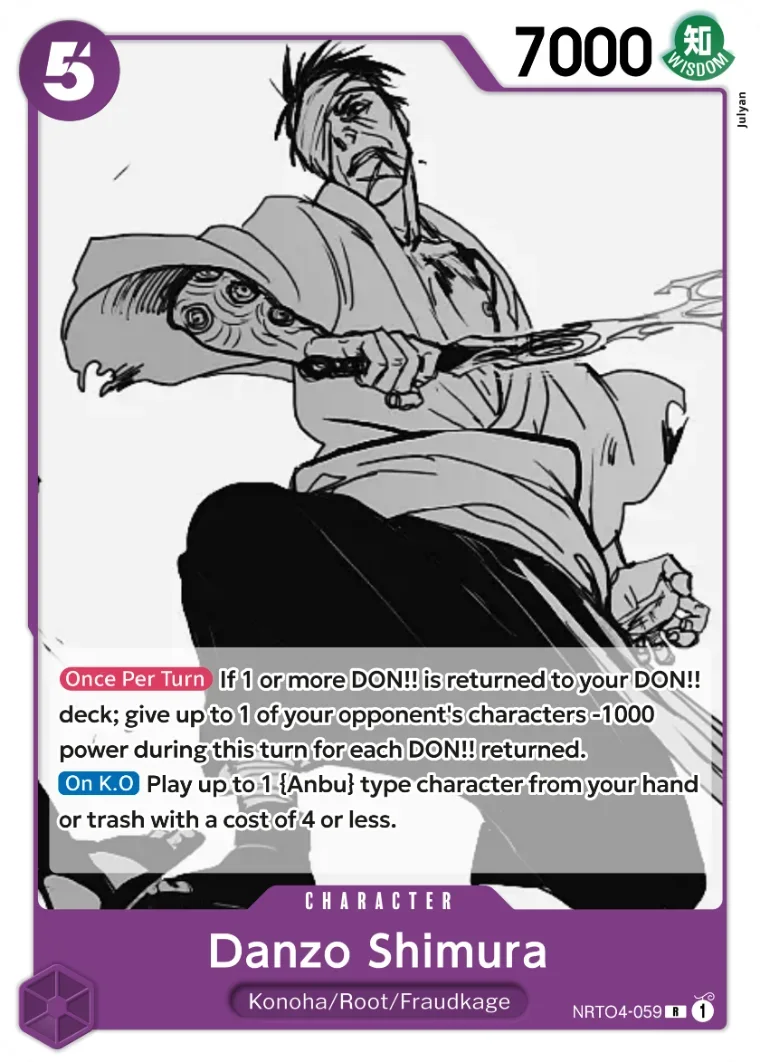 5
7000
知
WISDOM
Julyan
Once Per Turn If 1 or more DON!! is returned to your DON!!
deck; give up to 1 of your opponent's characters -1000
power during this turn for each DON!! returned.
On K.O Play up to 1 {Anbu} type character from your hand
or trash with a cost of 4 or less.
CHARACTER
Danzo Shimura
Konoha/Root/Fraudkage
NRTO4-059 R 1